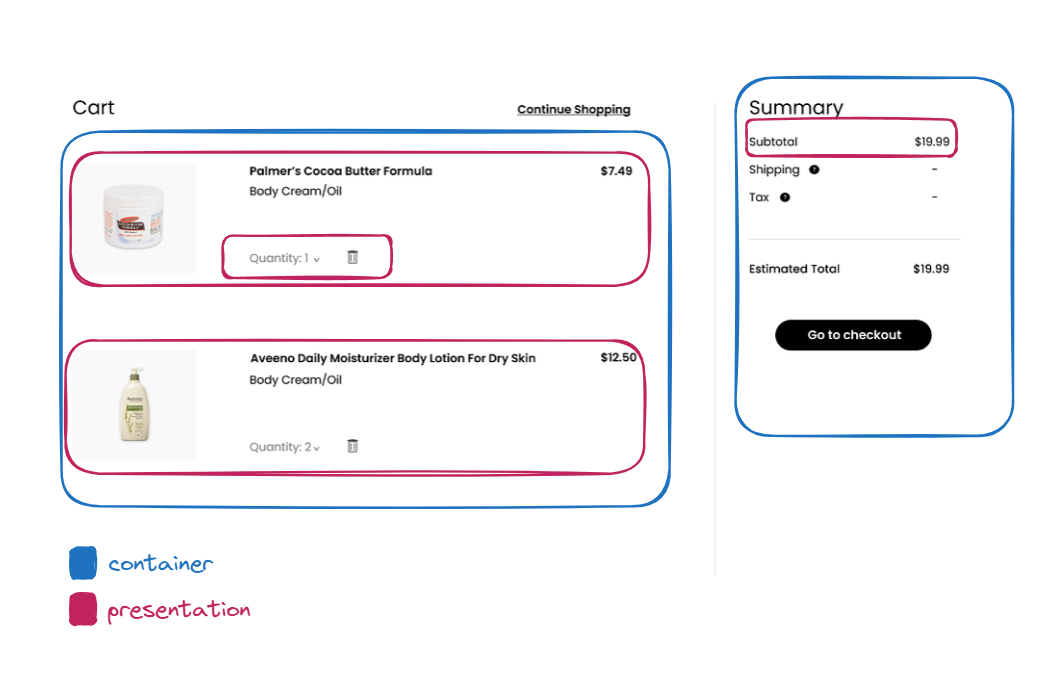 Cart
Continue Shopping
Palmer's Cocoa Butter Formula
$7.49
Body Cream/Oil
Quantity: 1
Aveeno Daily Moisturizer Body Lotion For Dry Skin
$12.50
Body Cream/Oil
Quantity: 2
Summary
Subtotal
$19.99
Shipping
-
Tax
-
Estimated Total
$19.99
Go to checkout
container
presentation